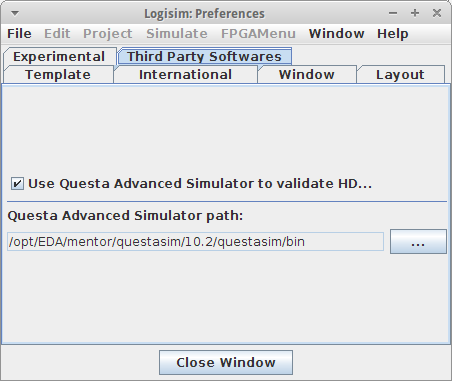 Logisim: Preferences
File Edit Project Simulate FPGAMenu Window Help
Experimental Third Party Softwares
Template International Window Layout
Use Questa Advanced Simulator to validate HD...
Questa Advanced Simulator path:
/opt/EDA/mentor/questasim/10.2/questasim/bin ...
Close Window